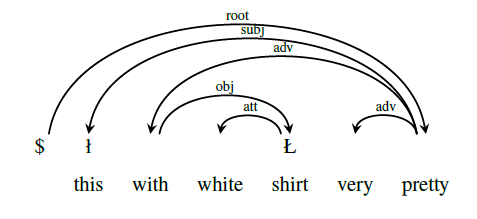 root
subj
adv
obj
att adv
$ ł Ł
this with white shirt very pretty